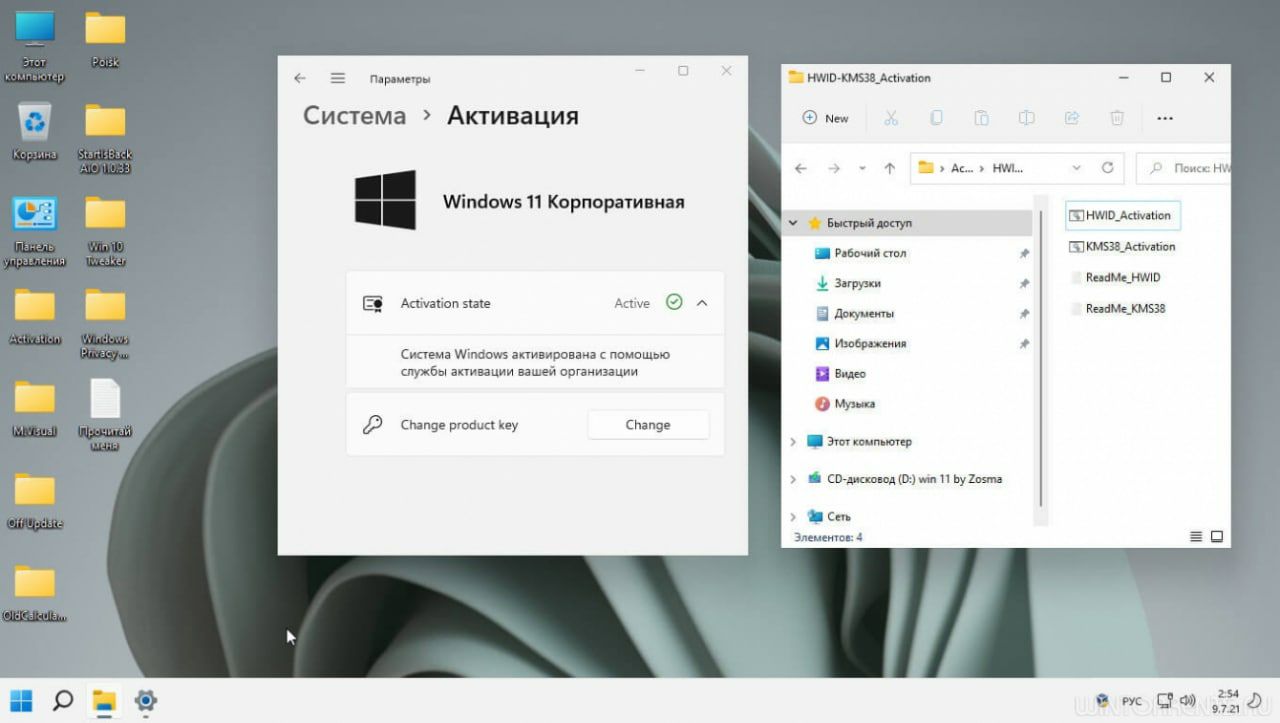 Этот
компьютер
Poisk
Корзина
StartIsBack
AIO 1.0.33
Панель
управления
Win 10
Tweaker
Activation
Windows
Privacy ...
M.Visual
Прочитай
меня
Off Update
OldCalcula...
Параметры
Система > Активация
Windows 11 Корпоративная
Activation state
Active
Система Windows активирована с помощью
службы активации вашей организации
Change product key
Change
HWID-KMS38_Activation
New
Ac... > HWI...
Поиск: HW
Быстрый доступ
Рабочий стол
Загрузки
Документы
Изображения
Видео
Музыка
Этот компьютер
CD-дисковод (D:) win 11 by Zosma
Сеть
Элементов: 4
HWID_Activation
KMS38_Activation
ReadMe_HWID
ReadMe_KMS38
РУС
2:54
9.7.21
WINTORRENTS.RU